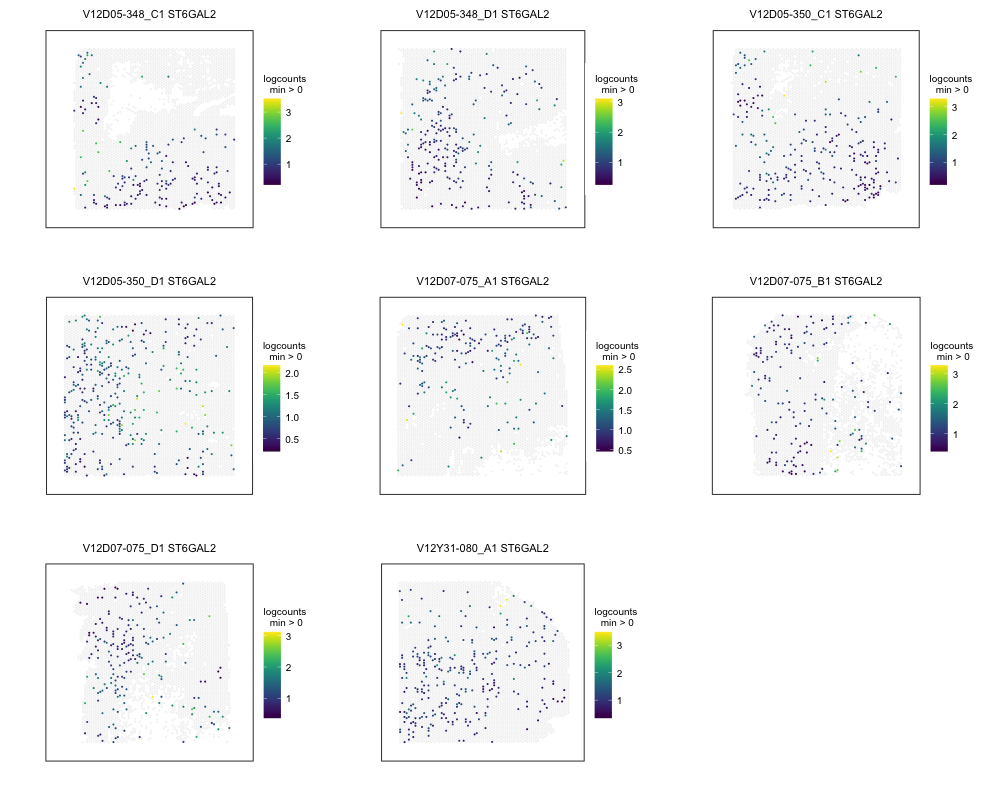 V12D05-348_C1 ST6GAL2
logcounts
min > 0
3
2
1
V12D05-348_D1 ST6GAL2
logcounts
min > 0
3
2
1
V12D05-350_C1 ST6GAL2
logcounts
min > 0
3
2
1
V12D05-350_D1 ST6GAL2
logcounts
min > 0
2.0
1.5
1.0
0.5
V12D07-075_A1 ST6GAL2
logcounts
min > 0
2.5
2.0
1.5
1.0
0.5
V12D07-075_B1 ST6GAL2
logcounts
min > 0
3
2
1
V12D07-075_D1 ST6GAL2
logcounts
min > 0
3
2
1
V12Y31-080_A1 ST6GAL2
logcounts
min > 0
3
2
1